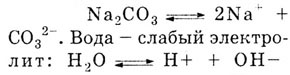 Na₂CO₃ ⇌ 2Na⁺ +
CO₃²⁻. Вода – слабый электро-
лит: H₂O ⇌ H+ + OH–